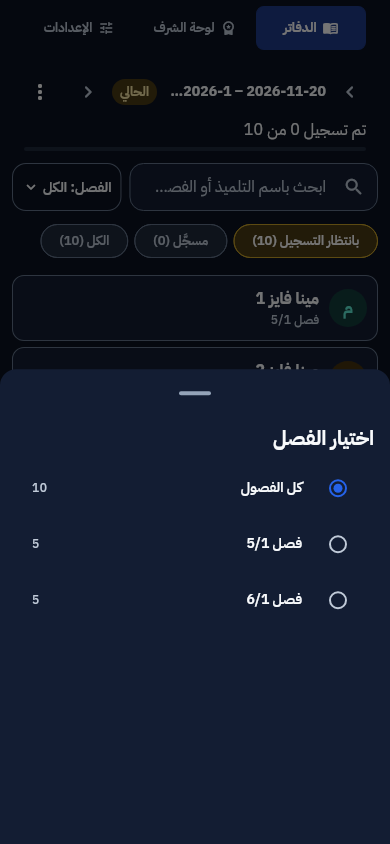 الدفاتر
لوحة الشرف
الإعدادات
2026-11-20 – 2026-1...
الحالي
تم تسجيل 0 من 10
ابحث باسم التلميذ أو الفصـ...
الفصل: الكل
بانتظار التسجيل (10)
مسجَّل (0)
الكل (10)
م
مينا فايز 1
فصل 5/1
اختيار الفصل
كل الفصول 10
فصل 5/1 5
فصل 6/1 5